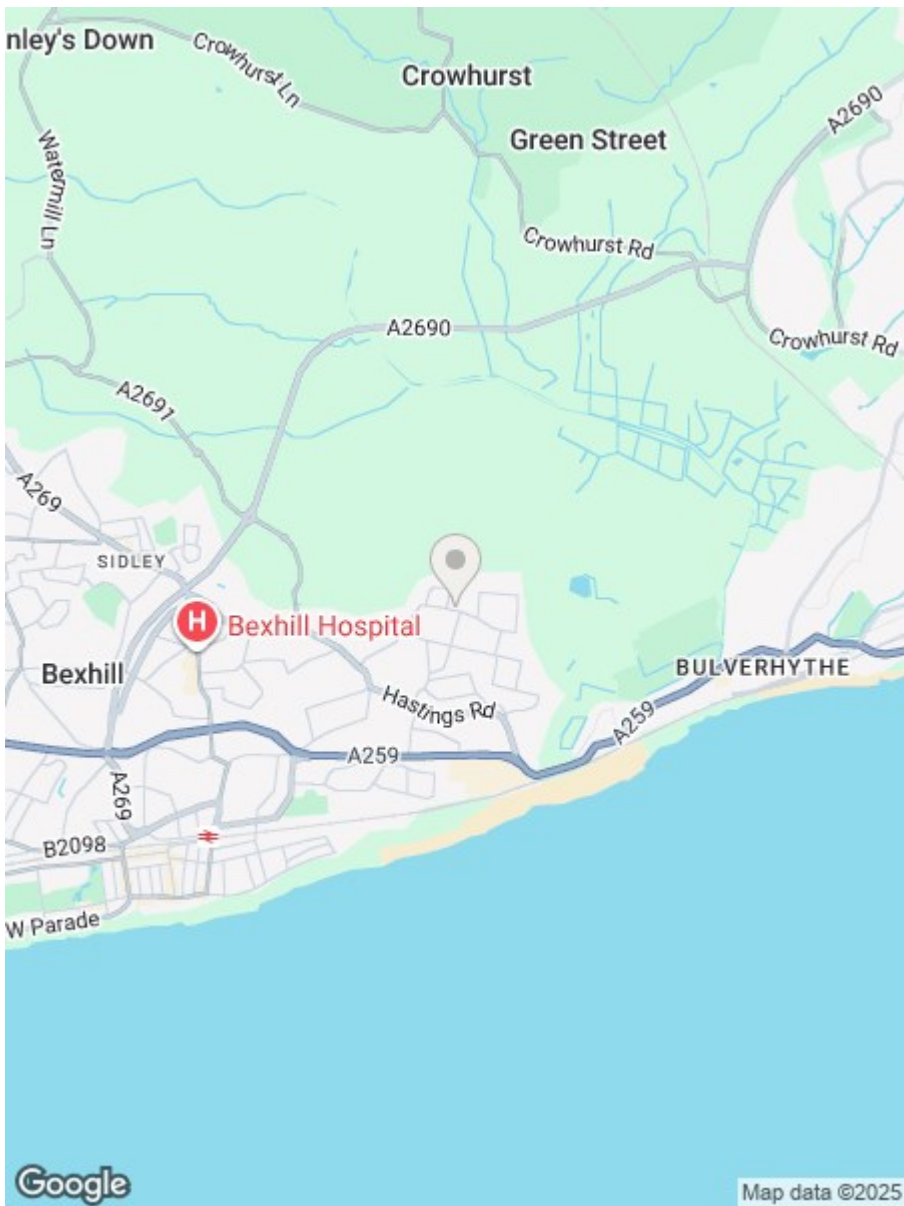 nley's Down
Crowhurst Ln
Crowhurst
Green Street
A2690
Watermill Ln
Crowhurst Rd
A2690
Crowhurst Rd
A2691
A269
SIDLEY
H
Bexhill Hospital
Bexhill
BULVERHYTHE
Hastings Rd
A259
A259
A269
B2098
W Parade
Google
Map data ©2025